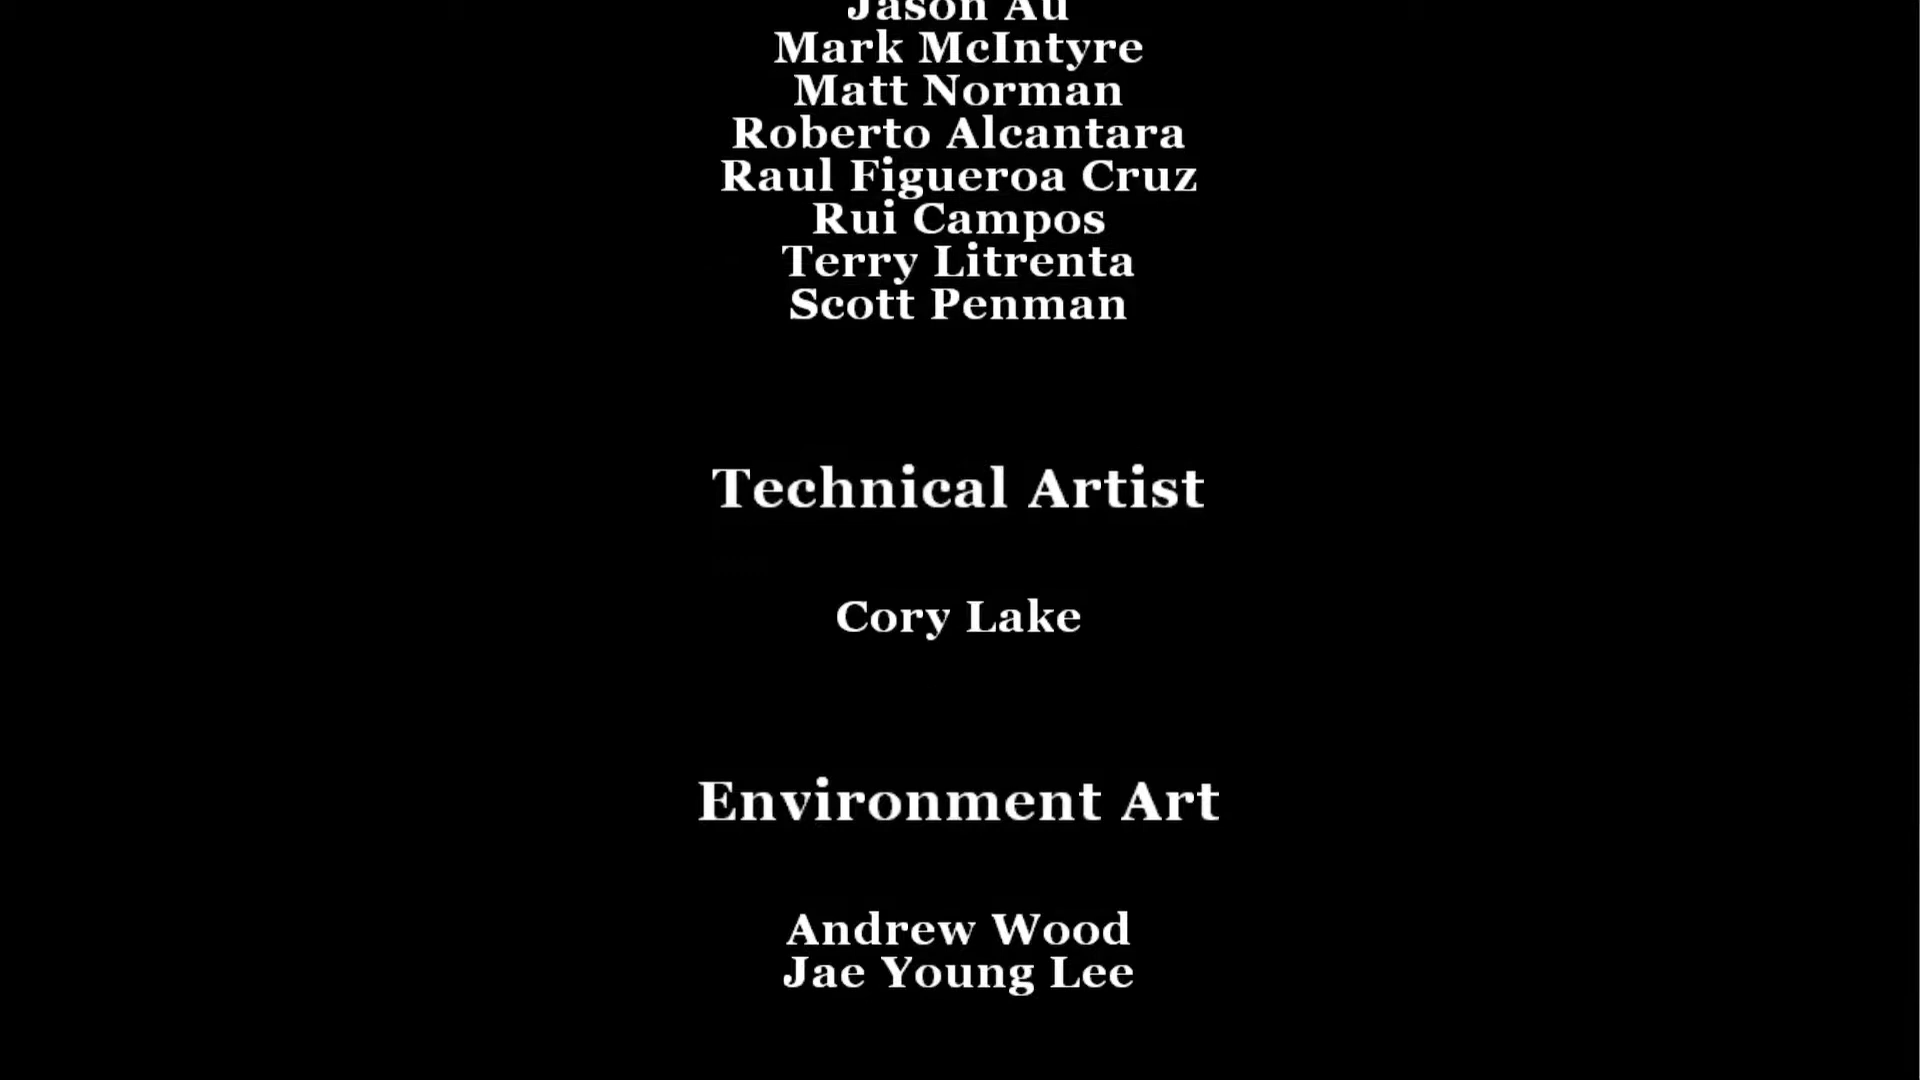 Jason Au
Mark McIntyre
Matt Norman
Roberto Alcantara
Raul Figueroa Cruz
Rui Campos
Terry Litrenta
Scott Penman
Technical Artist
Cory Lake
Environment Art
Andrew Wood
Jae Young Lee